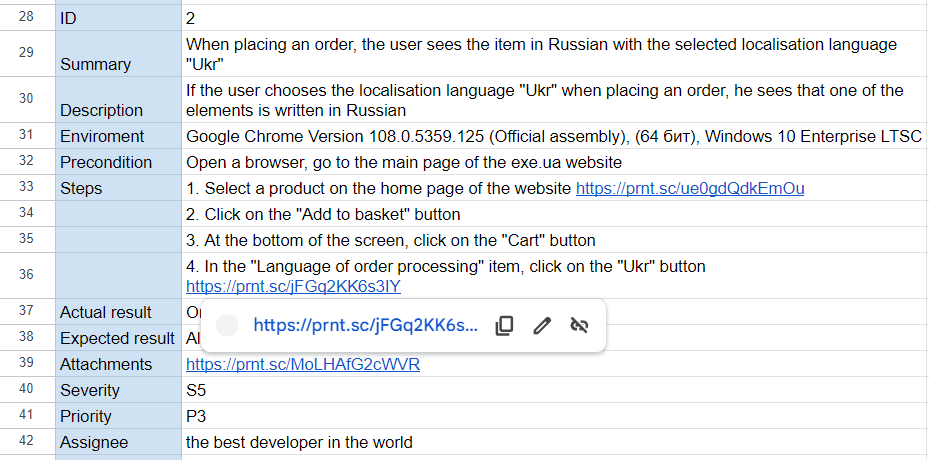 28 ID 2
29 Summary When placing an order, the user sees the item in Russian with the selected localisation language
"Ukr"
30 Description If the user chooses the localisation language "Ukr" when placing an order, he sees that one of the
elements is written in Russian
31 Enviroment Google Chrome Version 108.0.5359.125 (Official assembly), (64 бит), Windows 10 Enterprise LTSC
32 Precondition Open a browser, go to the main page of the exe.ua website
33 Steps 1. Select a product on the home page of the website https://prnt.sc/ue0gdQdkEmOu
34 2. Click on the "Add to basket" button
35 3. At the bottom of the screen, click on the "Cart" button
36 4. In the "Language of order processing" item, click on the "Ukr" button
https://prnt.sc/jFGq2KK6s3IY
37 Actual result
https://prnt.sc/jFGq2KK6s...
38 Expected result
39 Attachments https://prnt.sc/MoLHAfG2cWVR
40 Severity S5
41 Priority P3
42 Assignee the best developer in the world